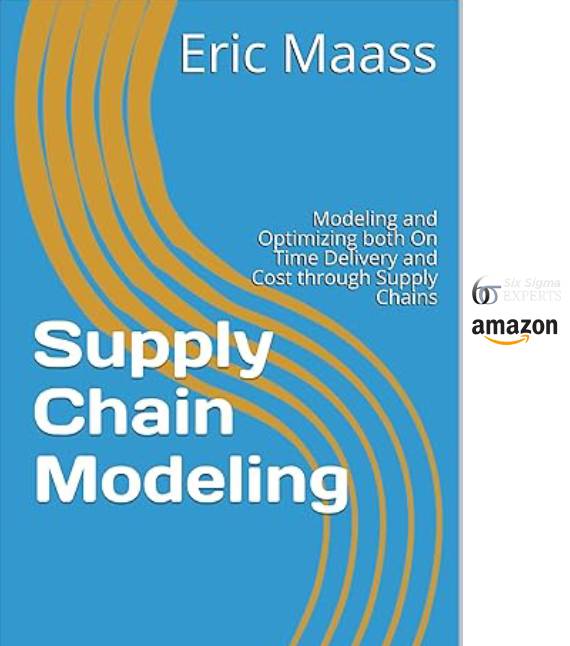 Eric Maass
Modeling and
Optimizing both On
Time Delivery and
Cost through Supply
Chains
Supply
Chain
Modeling
6σ Six Sigma
EXPERTS
amazon